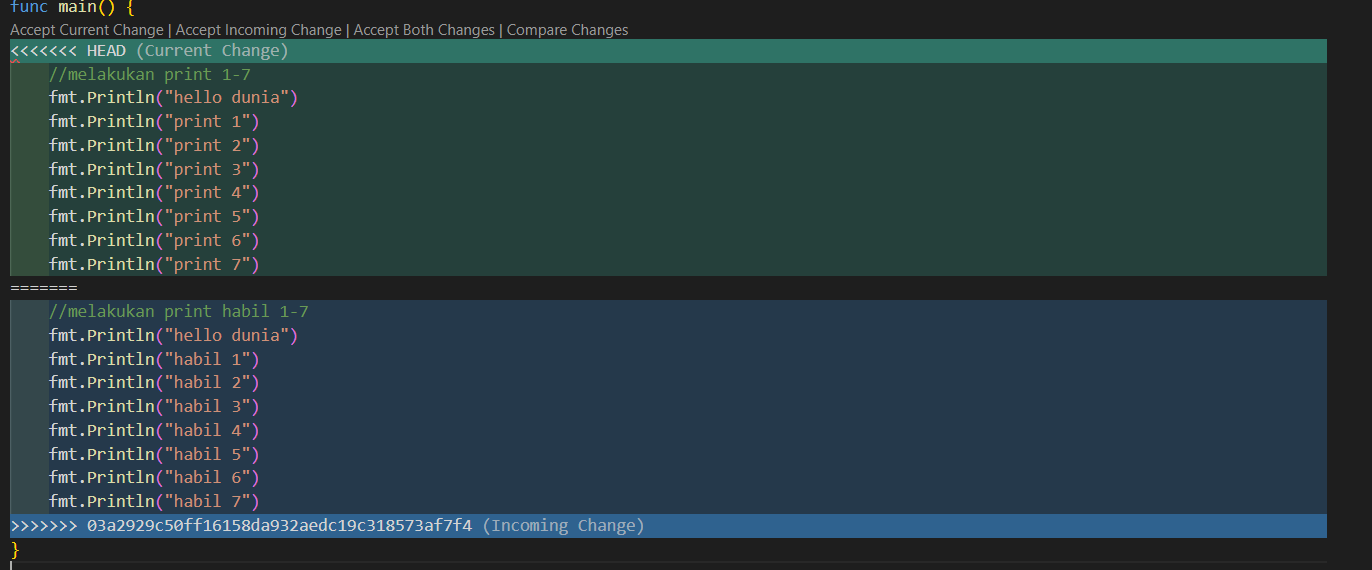 func main() {
Accept Current Change | Accept Incoming Change | Accept Both Changes | Compare Changes
<<<<<<< HEAD (Current Change)
//melakukan print 1-7
fmt.Println("hello dunia")
fmt.Println("print 1")
fmt.Println("print 2")
fmt.Println("print 3")
fmt.Println("print 4")
fmt.Println("print 5")
fmt.Println("print 6")
fmt.Println("print 7")
=======
//melakukan print habil 1-7
fmt.Println("hello dunia")
fmt.Println("habil 1")
fmt.Println("habil 2")
fmt.Println("habil 3")
fmt.Println("habil 4")
fmt.Println("habil 5")
fmt.Println("habil 6")
fmt.Println("habil 7")
>>>>>>> 03a2929c50ff16158da932aedc19c318573af7f4 (Incoming Change)
}